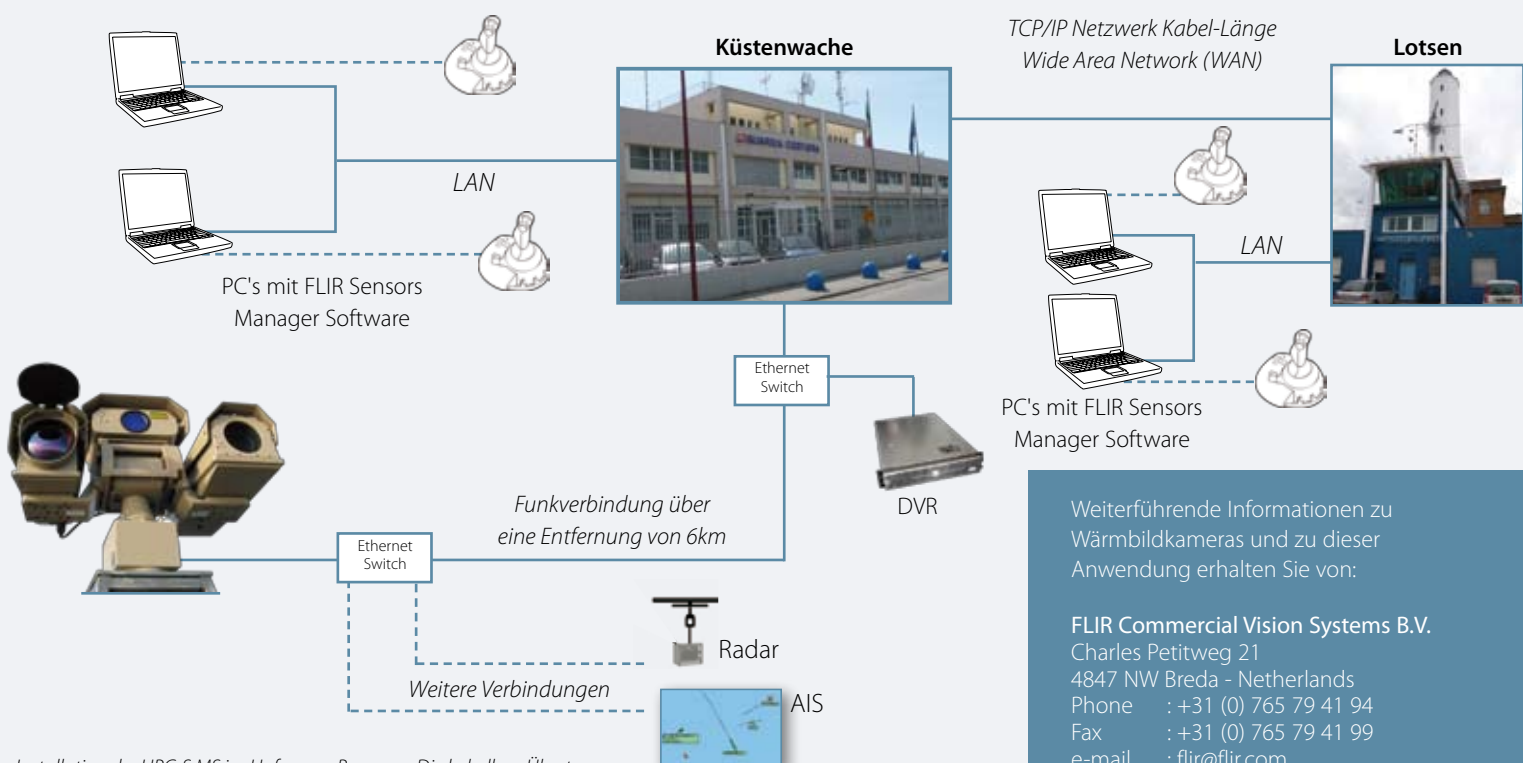 Küstenwache
TCP/IP Netzwerk Kabel-Länge
Wide Area Network (WAN)
Lotsen
LAN
LAN
PC's mit FLIR Sensors
Manager Software
Ethernet
Switch
PC's mit FLIR Sensors
Manager Software
DVR
Funkverbindung über
eine Entfernung von 6km
Ethernet
Switch
Radar
Weitere Verbindungen
AIS
Weiterführende Informationen zu
Wärmbildkameras und zu dieser
Anwendung erhalten Sie von:
FLIR Commercial Vision Systems B.V.
Charles Petitweg 21
4847 NW Breda - Netherlands
Phone : +31 (0) 765 79 41 94
Fax : +31 (0) 765 79 41 99
e-mail : flir@flir.com